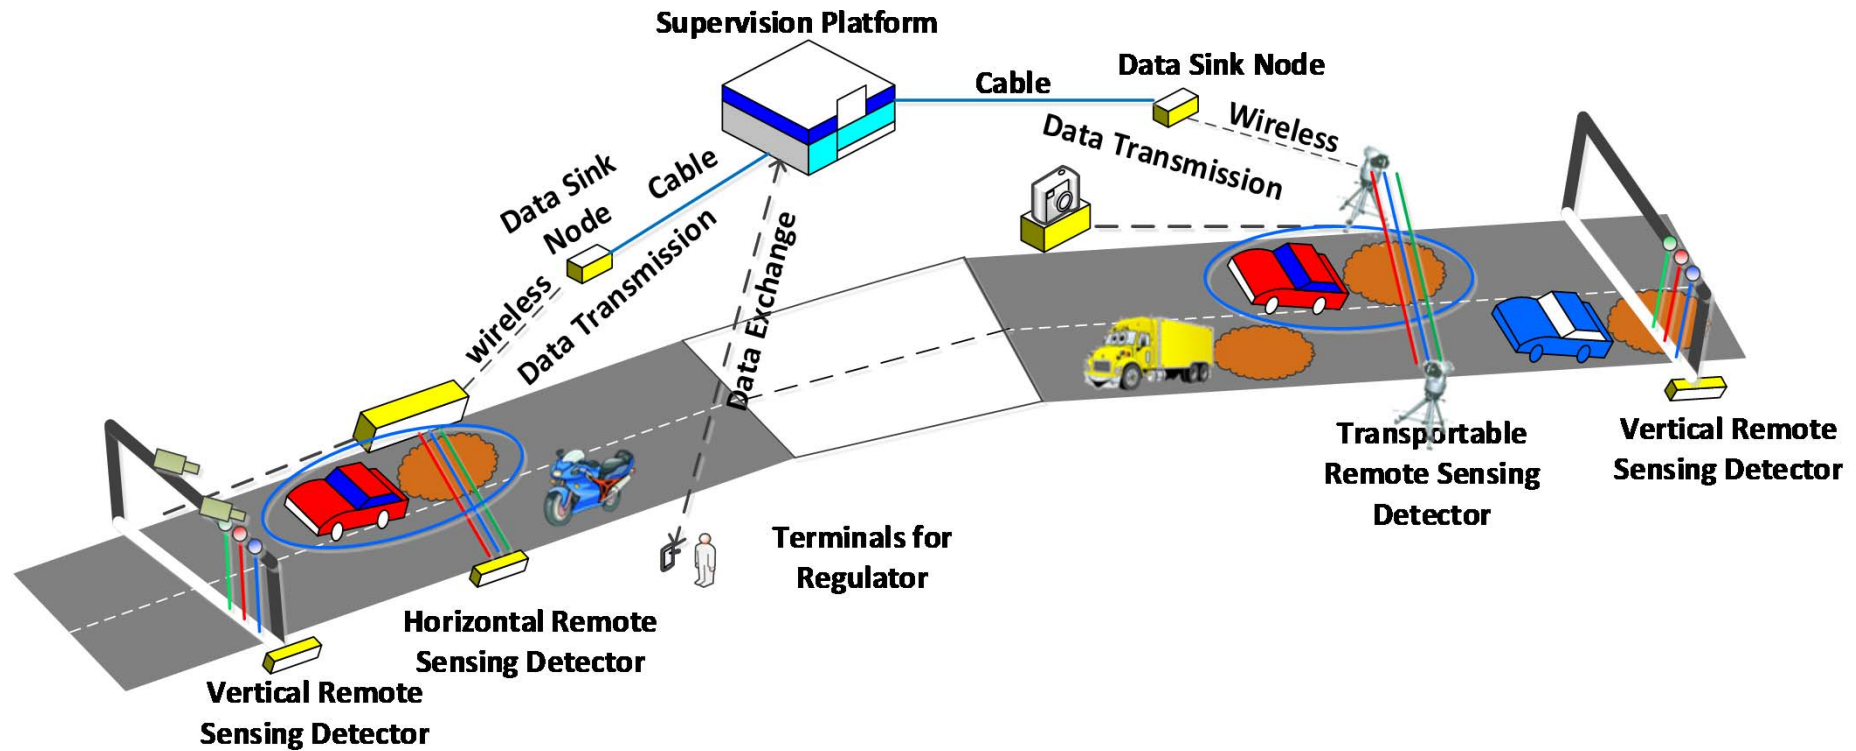 Supervision Platform
Cable
Data Sink Node
Wireless
Data Transmission
Data Sink
Node
Cable
wireless
Data Transmission
Data Exchange
Transportable
Remote Sensing
Detector
Vertical Remote
Sensing Detector
Terminals for
Regulator
Horizontal Remote
Sensing Detector
Vertical Remote
Sensing Detector